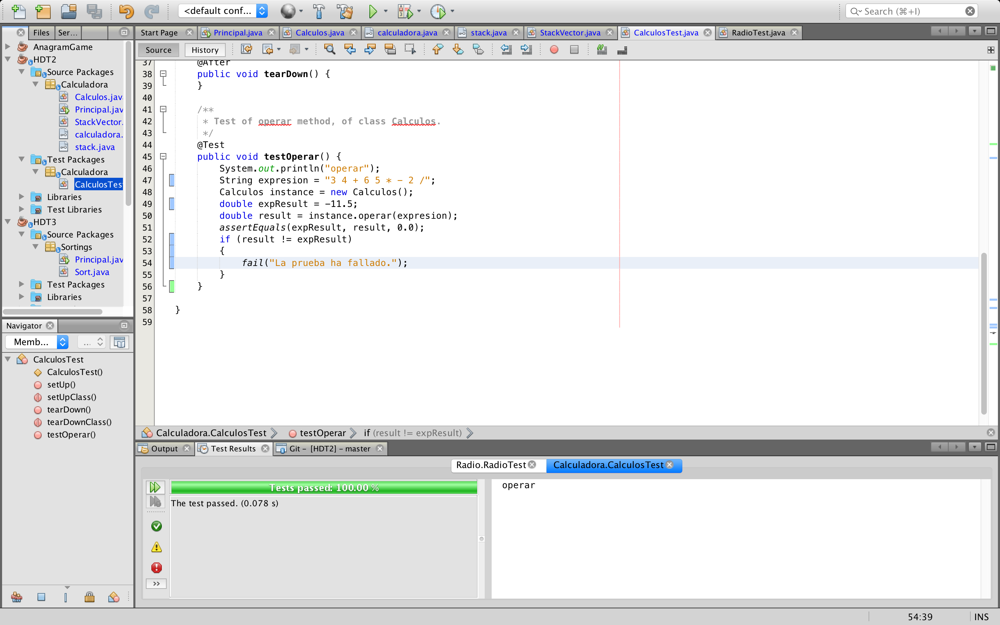 <default conf...
Search (⌘+I)
Files
Ser...
Start Page
Principal.java
Calculos.java
calculadora.java
stack.java
StackVector.java
CalculosTest.java
RadioTest.java
Source
History
AnagramGame
HDT2
Source Packages
Calculadora
Calculos.jav
Principal.jav
StackVector.
calculadora.
stack.java
Test Packages
Calculadora
CalculosTes
Libraries
Test Libraries
HDT3
Source Packages
Sortings
Principal.jav
Sort.java
Test Packages
Libraries
37 @After
38 public void tearDown() {
39 }
40
41 /**
42 * Test of operar method, of class Calculos.
43 */
44 @Test
45 public void testOperar() {
46 System.out.println("operar");
47 String expresion = "3 4 + 6 5 * - 2 /";
48 Calculos instance = new Calculos();
49 double expResult = -11.5;
50 double result = instance.operar(expresion);
51 assertEquals(expResult, result, 0.0);
52 if (result != expResult)
53 {
54 fail("La prueba ha fallado.");
55 }
56 }
57
58 }
59
Navigator
Memb...
...
CalculosTest
CalculosTest()
setUp()
setUpClass()
tearDown()
tearDownClass()
testOperar()
Calculadora.CalculosTest
testOperar
if (result != expResult)
Output
Test Results
Git - [HDT2] - master
Radio.RadioTest
Calculadora.CalculosTest
Tests passed: 100.00 %
The test passed. (0.078 s)
operar
>>
54:39
INS